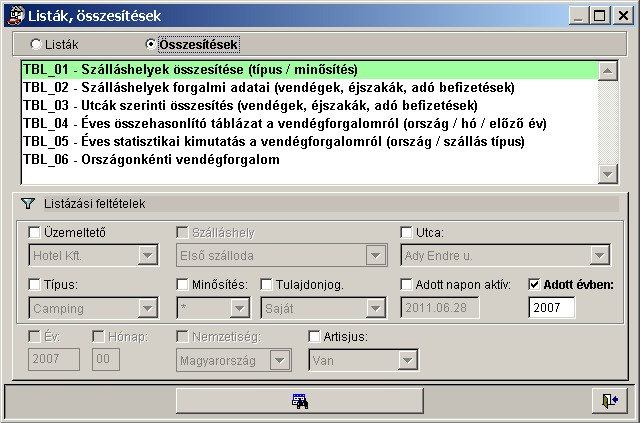 Listák, összesítések
Listák Összesítések
TBL_01 - Szálláshelyek összesítése (típus / minősítés)
TBL_02 - Szálláshelyek forgalmi adatai (vendégek, éjszakák, adó befizetések)
TBL_03 - Utcák szerinti összesítés (vendégek, éjszakák, adó befizetések)
TBL_04 - Éves összehasonlító táblázat a vendégforgalomról (ország / hó / előző év)
TBL_05 - Éves statisztikai kimutatás a vendégforgalomról (ország / szállás típus)
TBL_06 - Országonkénti vendégforgalom
Listázási feltételek
Üzemeltető Szálláshely Utca:
Hotel Kft. Első szálloda Ady Endre u.
Típus: Minősítés: Tulajdonjog. Adott napon aktív: Adott évben:
Camping * Saját 2011.06.28 2007
Év: Hónap: Nemzetiség: Artisjus:
2007 00 Magyarország Van